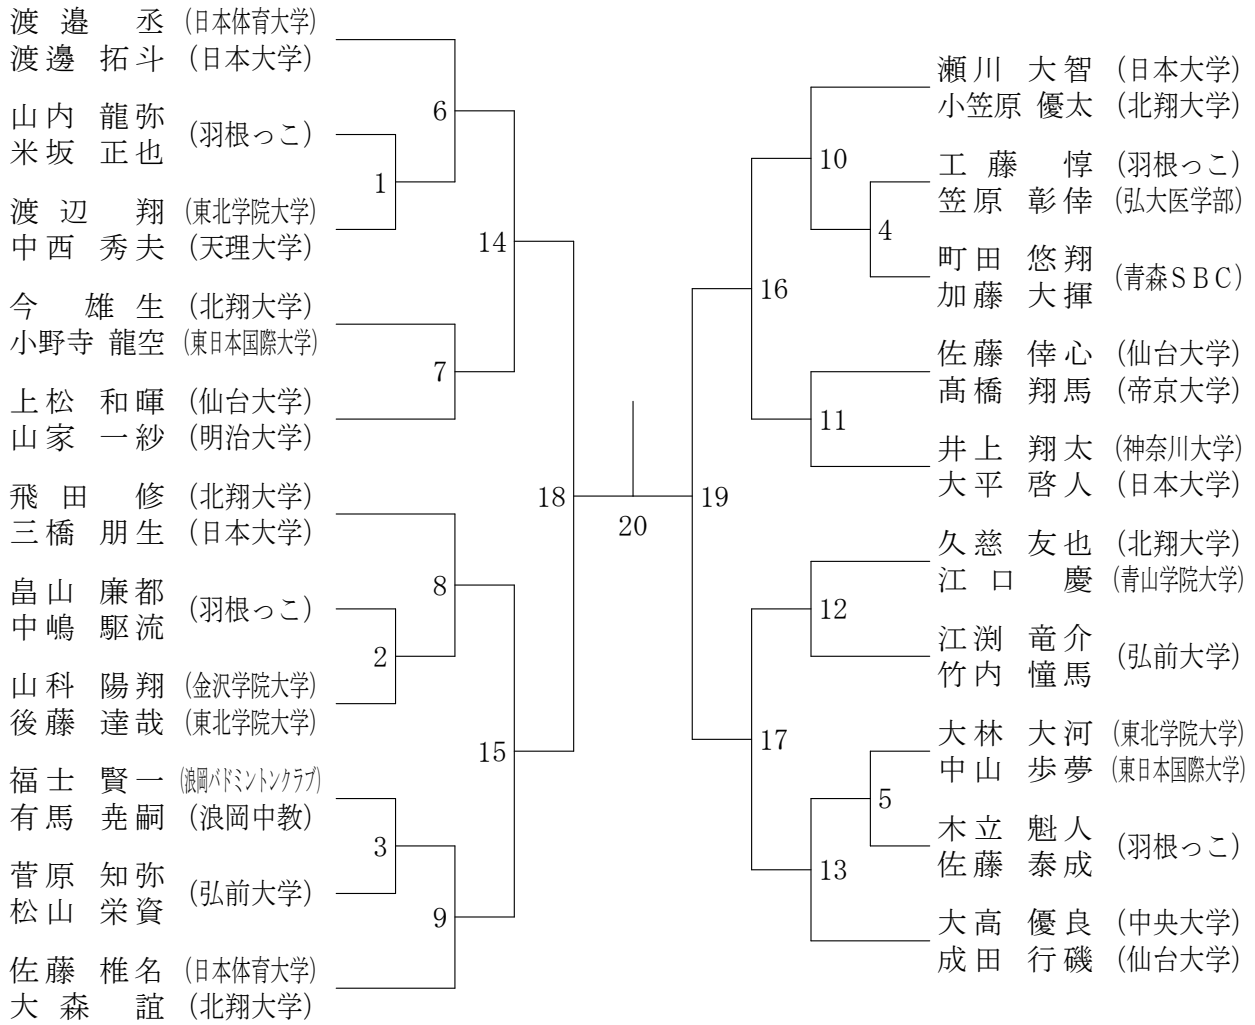 渡邉 丞 (日本体育大学)
渡邊 拓斗 (日本大学)
山内 龍弥
米坂 正也
(羽根っこ)
渡辺 翔 (東北学院大学)
中西 秀夫 (天理大学)
今 雄生 (北翔大学)
小野寺 龍空 (東日本国際大学)
上松 和暉 (仙台大学)
山家 一紗 (明治大学)
飛田 修 (北翔大学)
三橋 朋生 (日本大学)
畠山 廉都
中嶋 駆流
(羽根っこ)
山科 陽翔 (金沢学院大学)
後藤 達哉 (東北学院大学)
福士 賢一 (浪岡バドミントンクラブ)
有馬 尭嗣 (浪岡中教)
菅原 知弥
松山 栄資
(弘前大学)
佐藤 椎名 (日本体育大学)
大森 誼 (北翔大学)
1
2
3
6
7
8
9
14
15
18
20
19
16
17
10
11
12
13
4
5
瀬川 大智 (日本大学)
小笠原 優太 (北翔大学)
工藤 惇 (羽根っこ)
笠原 彰倖 (弘大医学部)
町田 悠翔
加藤 大揮
(青森SBC)
佐藤 倖心 (仙台大学)
髙橋 翔馬 (帝京大学)
井上 翔太 (神奈川大学)
大平 啓人 (日本大学)
久慈 友也 (北翔大学)
江口 慶 (青山学院大学)
江渕 竜介
竹内 憧馬
(弘前大学)
大林 大河 (東北学院大学)
中山 歩夢 (東日本国際大学)
木立 魁人
佐藤 泰成
(羽根っこ)
大高 優良 (中央大学)
成田 行磯 (仙台大学)